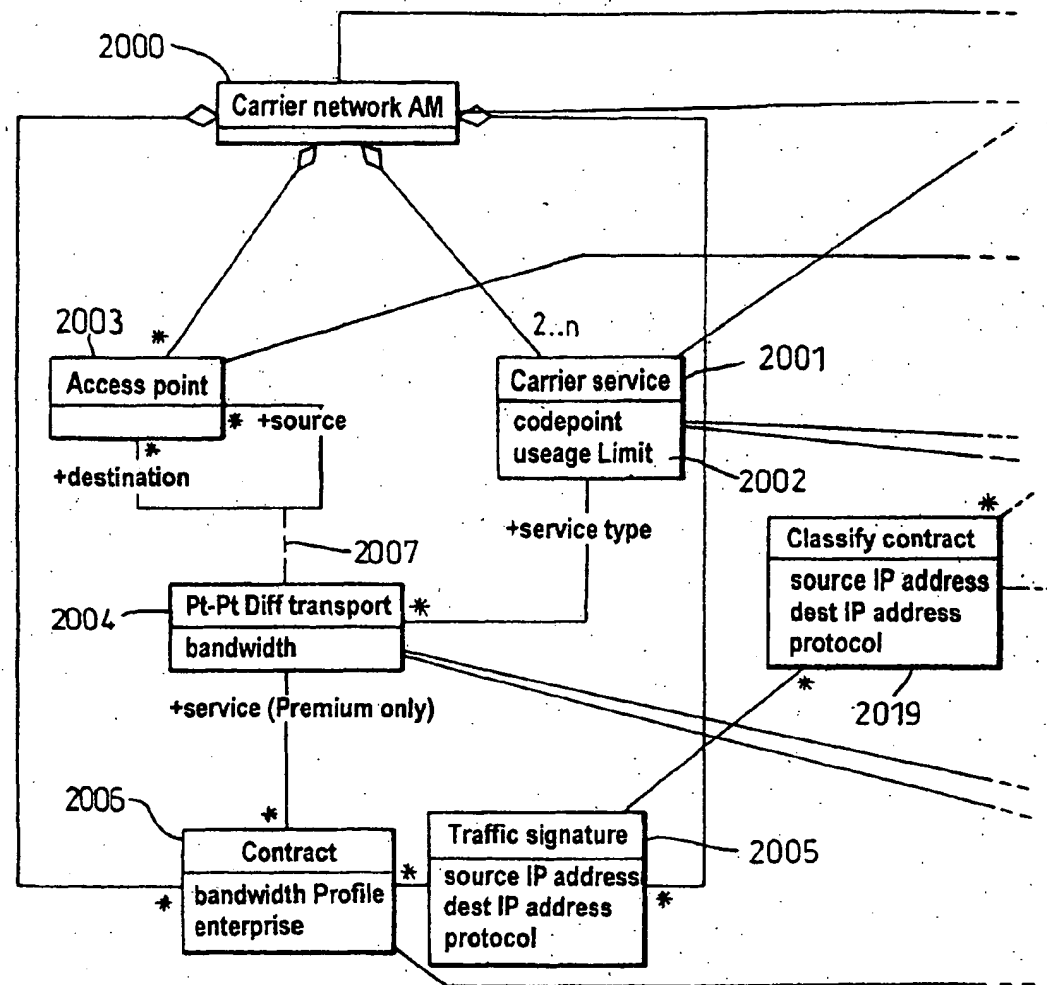 2000
Carrier network AM
2003
*
2..n
Access point
* +source
*
+destination
2001
Carrier service
codepoint
useage Limit
2002
+service type
*
Classify contract
source IP address
dest IP address
protocol
*
2019
2007
2004
Pt-Pt Diff transport
*
bandwidth
+service (Premium only)
2006
*
Contract
bandwidth Profile
enterprise
*
*
Traffic signature
source IP address
dest IP address
protocol
2005
*